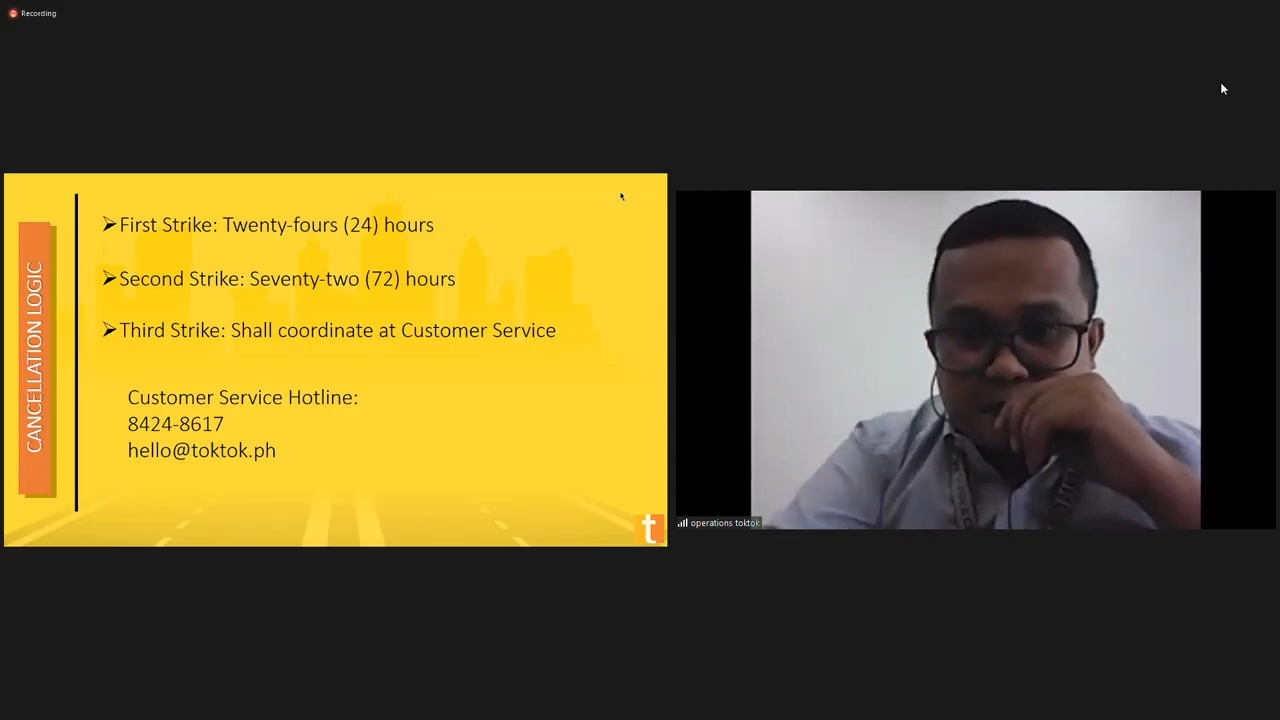 Recording
CANCELLATION LOGIC
➢First Strike: Twenty-fours (24) hours
➢Second Strike: Seventy-two (72) hours
➢Third Strike: Shall coordinate at Customer Service
Customer Service Hotline:
8424-8617
hello@toktok.ph
t
operations toktok